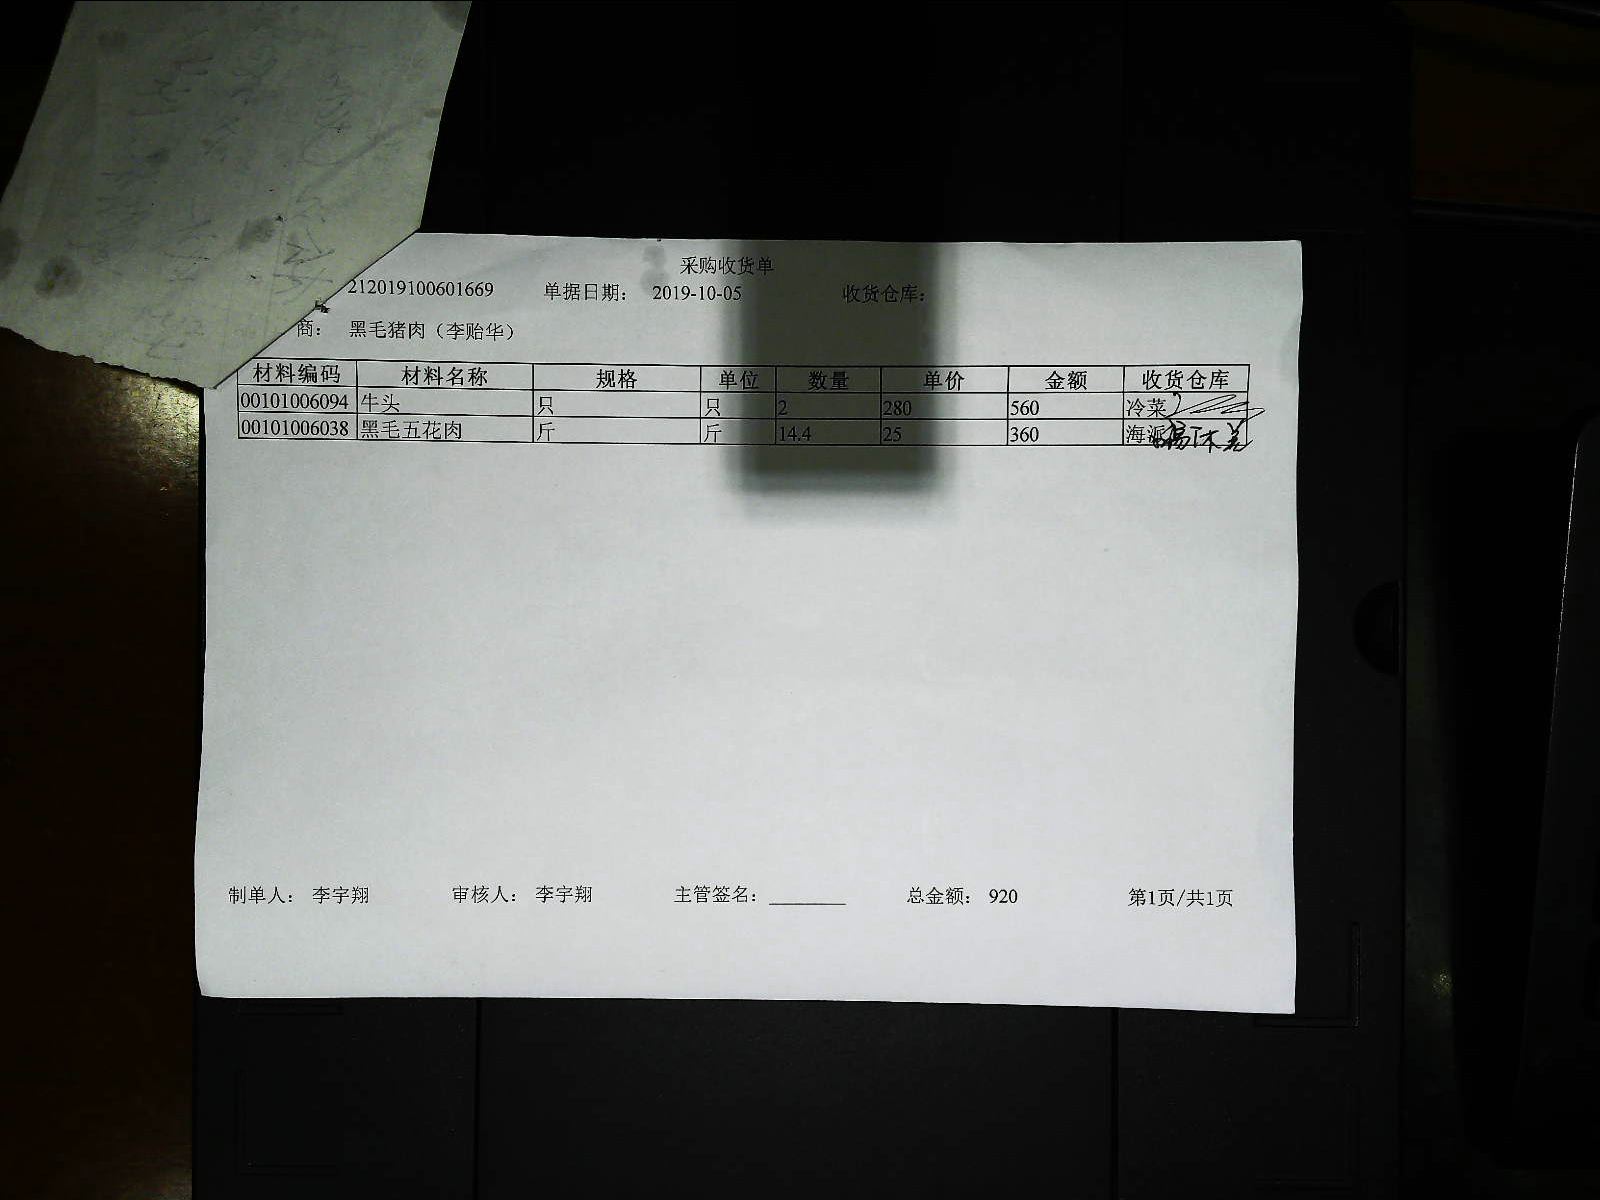 采购收货单
212019100601669 单据日期: 2019-10-05 收货仓库:
商: 黑毛猪肉（李贻华）
材料编码 材料名称 规格 单位 数量 单价 金额 收货仓库
00101006094 牛头 只 只 2 280 560 冷菜
00101006038 黑毛五花肉 斤 斤 14.4 25 360 海派
制单人: 李宇翔 审核人: 李宇翔 主管签名: 总金额: 920 第1页/共1页